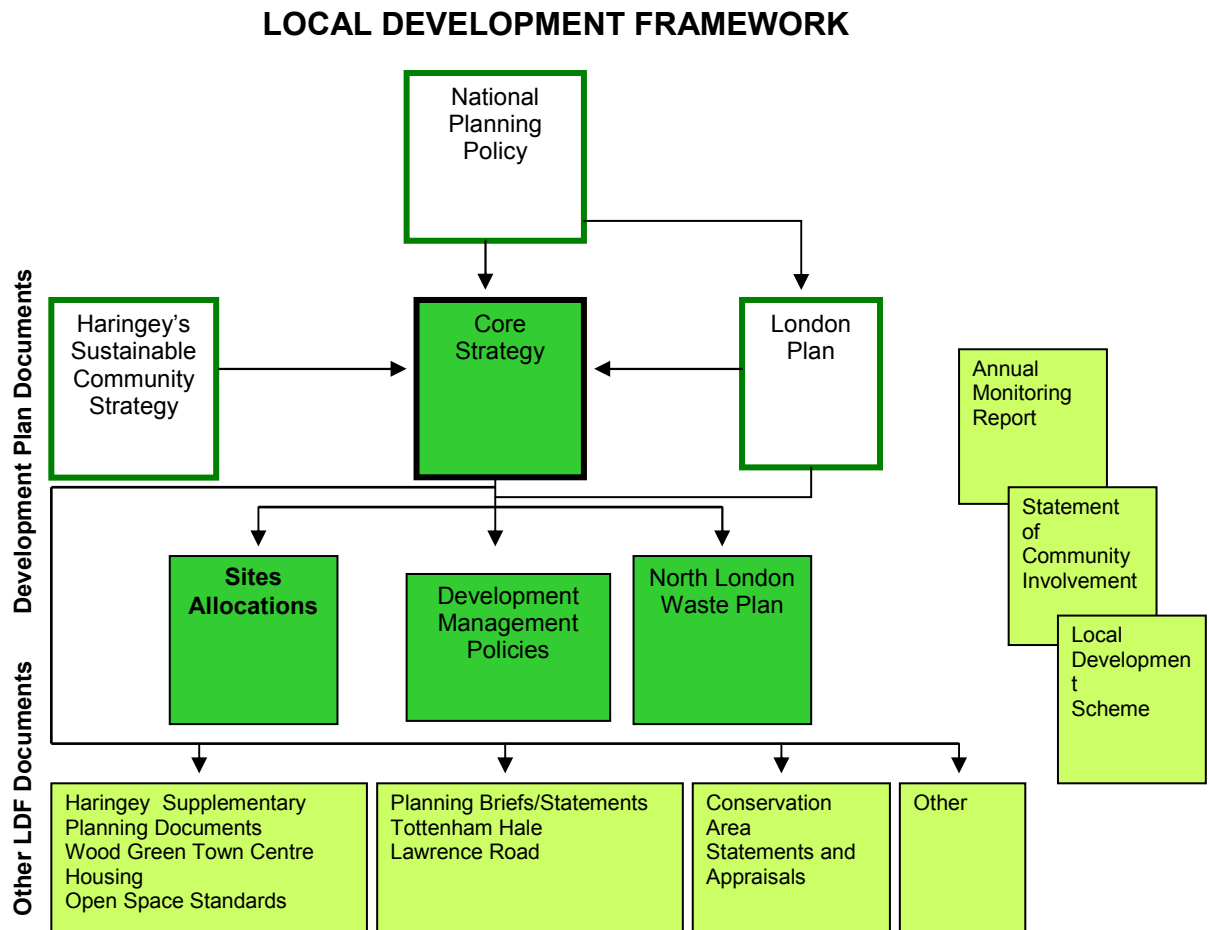 LOCAL DEVELOPMENT FRAMEWORK
National
Planning
Policy
Development Plan Documents
Haringey's
Sustainable
Community
Strategy
Core
Strategy
London
Plan
Annual
Monitoring
Report
Statement
of
Community
Involvement
Local
Developmen
t
Scheme
Sites
Allocations
Development
Management
Policies
North London
Waste Plan
Other LDF Documents
Haringey Supplementary
Planning Documents
Wood Green Town Centre
Housing
Open Space Standards
Planning Briefs/Statements
Tottenham Hale
Lawrence Road
Conservation
Area
Statements and
Appraisals
Other